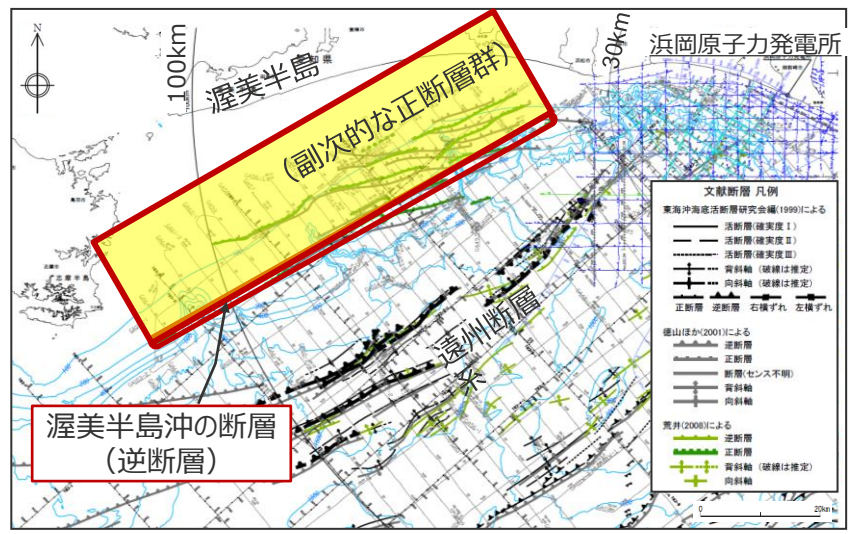 N
100km
渥美半島
知県
(副次的な正断層群)
30km
浜岡原子力発電所
志摩半島
遠州断層
系
渥美半島沖の断層
(逆断層)
文献断層 凡例
東海沖海底活断層研究会編(1999)による
活断層(確実度Ⅰ)
活断層(確実度Ⅱ)
活断層(確実度Ⅲ)
背斜軸 (破線は推定)
向斜軸 (破線は推定)
正断層 逆断層 右横ずれ 左横ずれ
徳山ほか(2001)による
逆断層
正断層
断層(センス不明)
背斜軸
向斜軸
荒井(2008)による
逆断層
正断層
背斜軸 (破線は推定)
向斜軸
0 20km